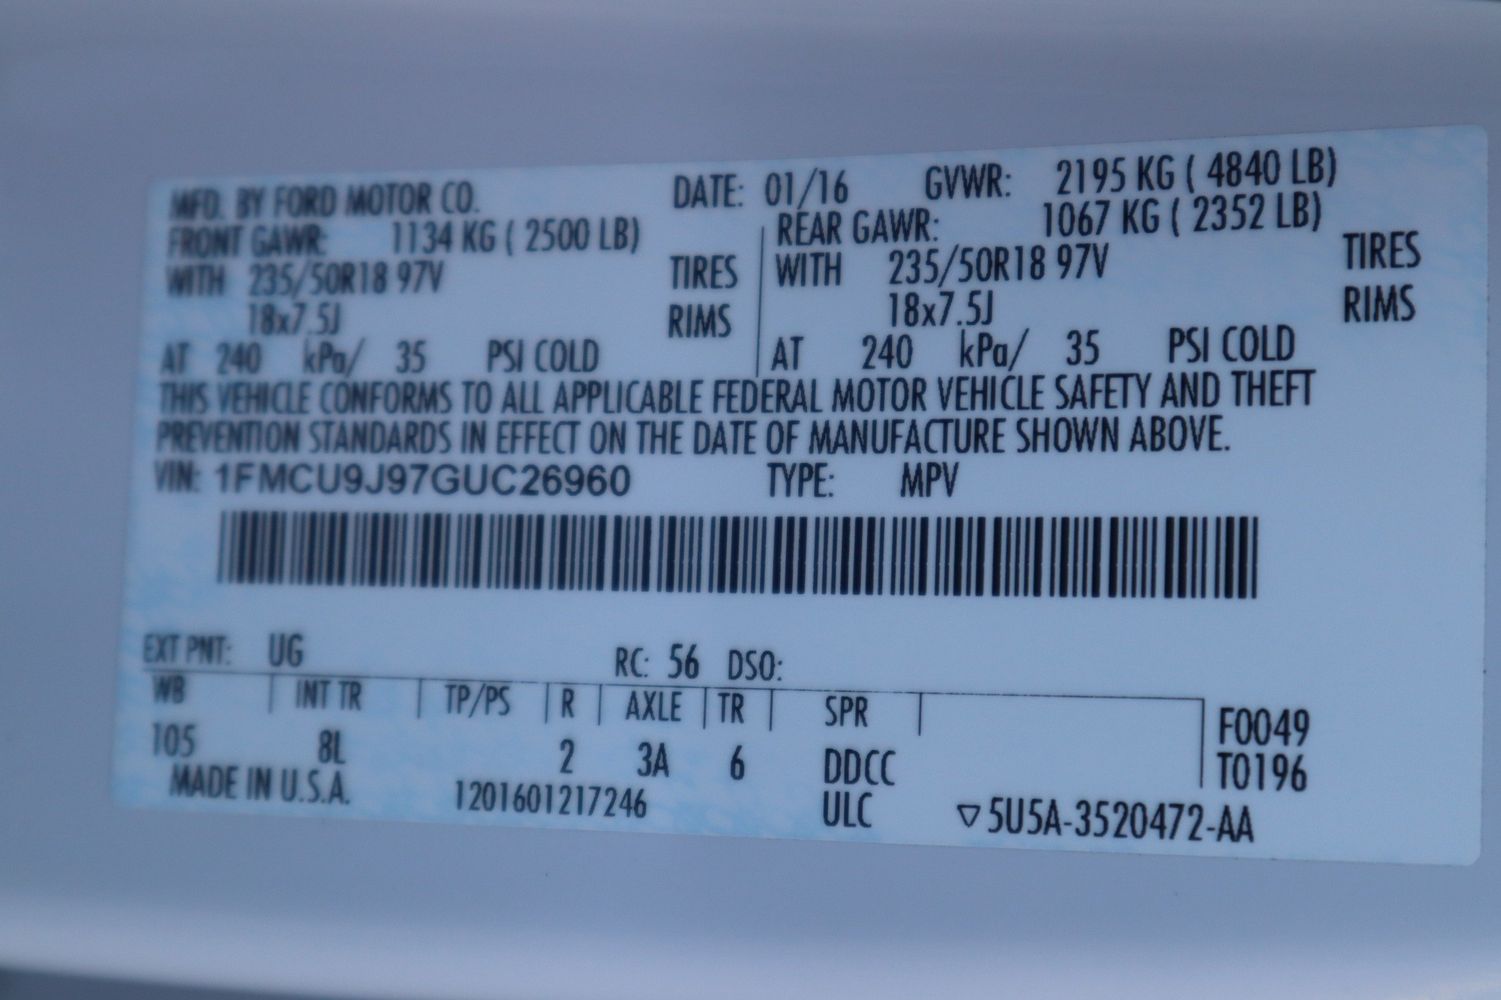 MFD. BY FORD MOTOR CO. DATE: 01/16 GVWR: 2195 KG ( 4840 LB)
FRONT GAWR: 1134 KG ( 2500 LB) REAR GAWR: 1067 KG ( 2352 LB)
WITH 235/50R18 97V TIRES WITH 235/50R18 97V TIRES
18x7.5J RIMS 18x7.5J RIMS
AT 240 kPa/ 35 PSI COLD AT 240 kPa/ 35 PSI COLD
THIS VEHICLE CONFORMS TO ALL APPLICABLE FEDERAL MOTOR VEHICLE SAFETY AND THEFT
PREVENTION STANDARDS IN EFFECT ON THE DATE OF MANUFACTURE SHOWN ABOVE.
VIN: 1FMCU9J97GUC26960 TYPE: MPV
EXT PNT: UG RC: 56 DSO:
WB INT TR TP/PS R AXLE TR SPR F0049
105 8L 2 3A 6 DDCC T0196
MADE IN U.S.A. 1201601217246 ULC ▽5U5A-3520472-AA